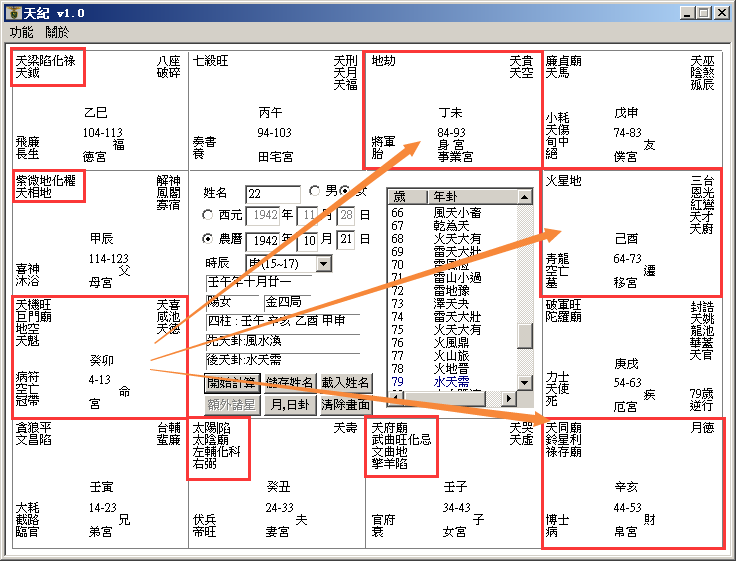 天紀 v1.0
功能 關於
天梁陷化祿
天鉞
八座
破碎
乙巳
104-113
飛廉
長生
福
德宮
七殺旺
天刑
天月
天福
丙午
94-103
奏書
養
田宅宮
地劫
天貴
天空
丁未
84-93
將軍
胎
身 宮
事業宮
廉貞廟
天馬
天巫
陰煞
孤辰
戊申
小耗
天傷
旬中
絕
74-83
友
僕宮
紫微地化權
天相地
解神
鳳閣
寡宿
甲辰
114-123
喜神
沐浴
父
母宮
姓名 22 男 女
西元 1942 年 11 月 28 日
農曆 1942 年 10 月 21 日
時辰 申(15~17)
壬午年十月廿一
陽女 金四局
四柱 : 壬午 辛亥 乙酉 甲申
先天卦:風水渙
後天卦:水天需
開始計算 儲存姓名 載入姓名
額外諸星 月,日卦 清除畫面
歲 年卦
66 風天小畜
67 乾為天
68 火天大有
69 雷天大壯
70 雷風恆
71 雷山小過
72 雷地豫
73 澤天夬
74 雷天大壯
75 火天大有
76 火風鼎
77 火山旅
78 火地晉
79 水天需
火星地
三台
恩光
紅鸞
天才
天廚
己酉
青龍
空亡
墓
64-73
遷
移宮
天機旺
巨門廟
地空
天魁
天喜
咸池
天德
癸卯
病符
空亡
冠帶
4-13
命
宮
破軍旺
陀羅廟
封誥
天姚
龍池
華蓋
天官
庚戌
力士
天使
死
54-63
疾
厄宮
79歲
逆行
貪狼平
文昌陷
台輔
蜚廉
壬寅
大耗
截路
臨官
14-23
兄
弟宮
太陽陷
太陰廟
左輔化科
右弼
天壽
癸丑
伏兵
帝旺
24-33
夫
妻宮
天府廟
武曲旺化忌
文曲地
擎羊陷
天哭
天虛
壬子
官府
衰
34-43
子
女宮
天同廟
鈴星利
祿存廟
月德
辛亥
博士
病
44-53
財
帛宮